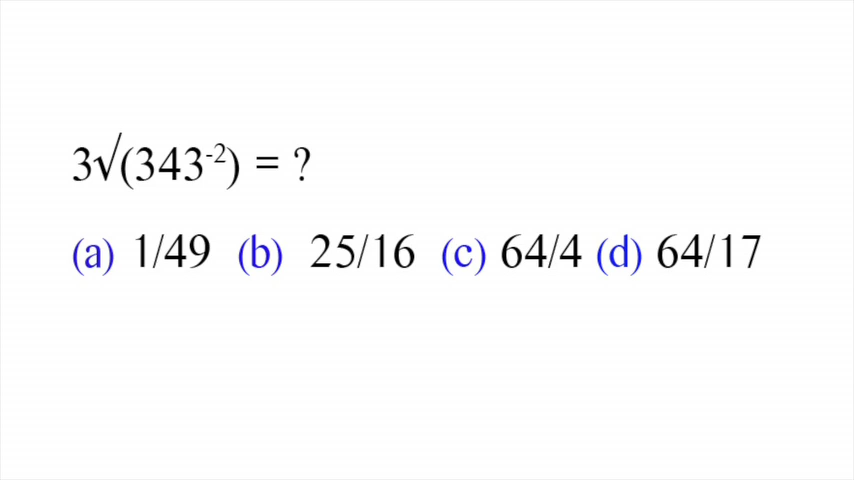 3√(343⁻²) = ?
(a) 1/49 (b) 25/16 (c) 64/4 (d) 64/17